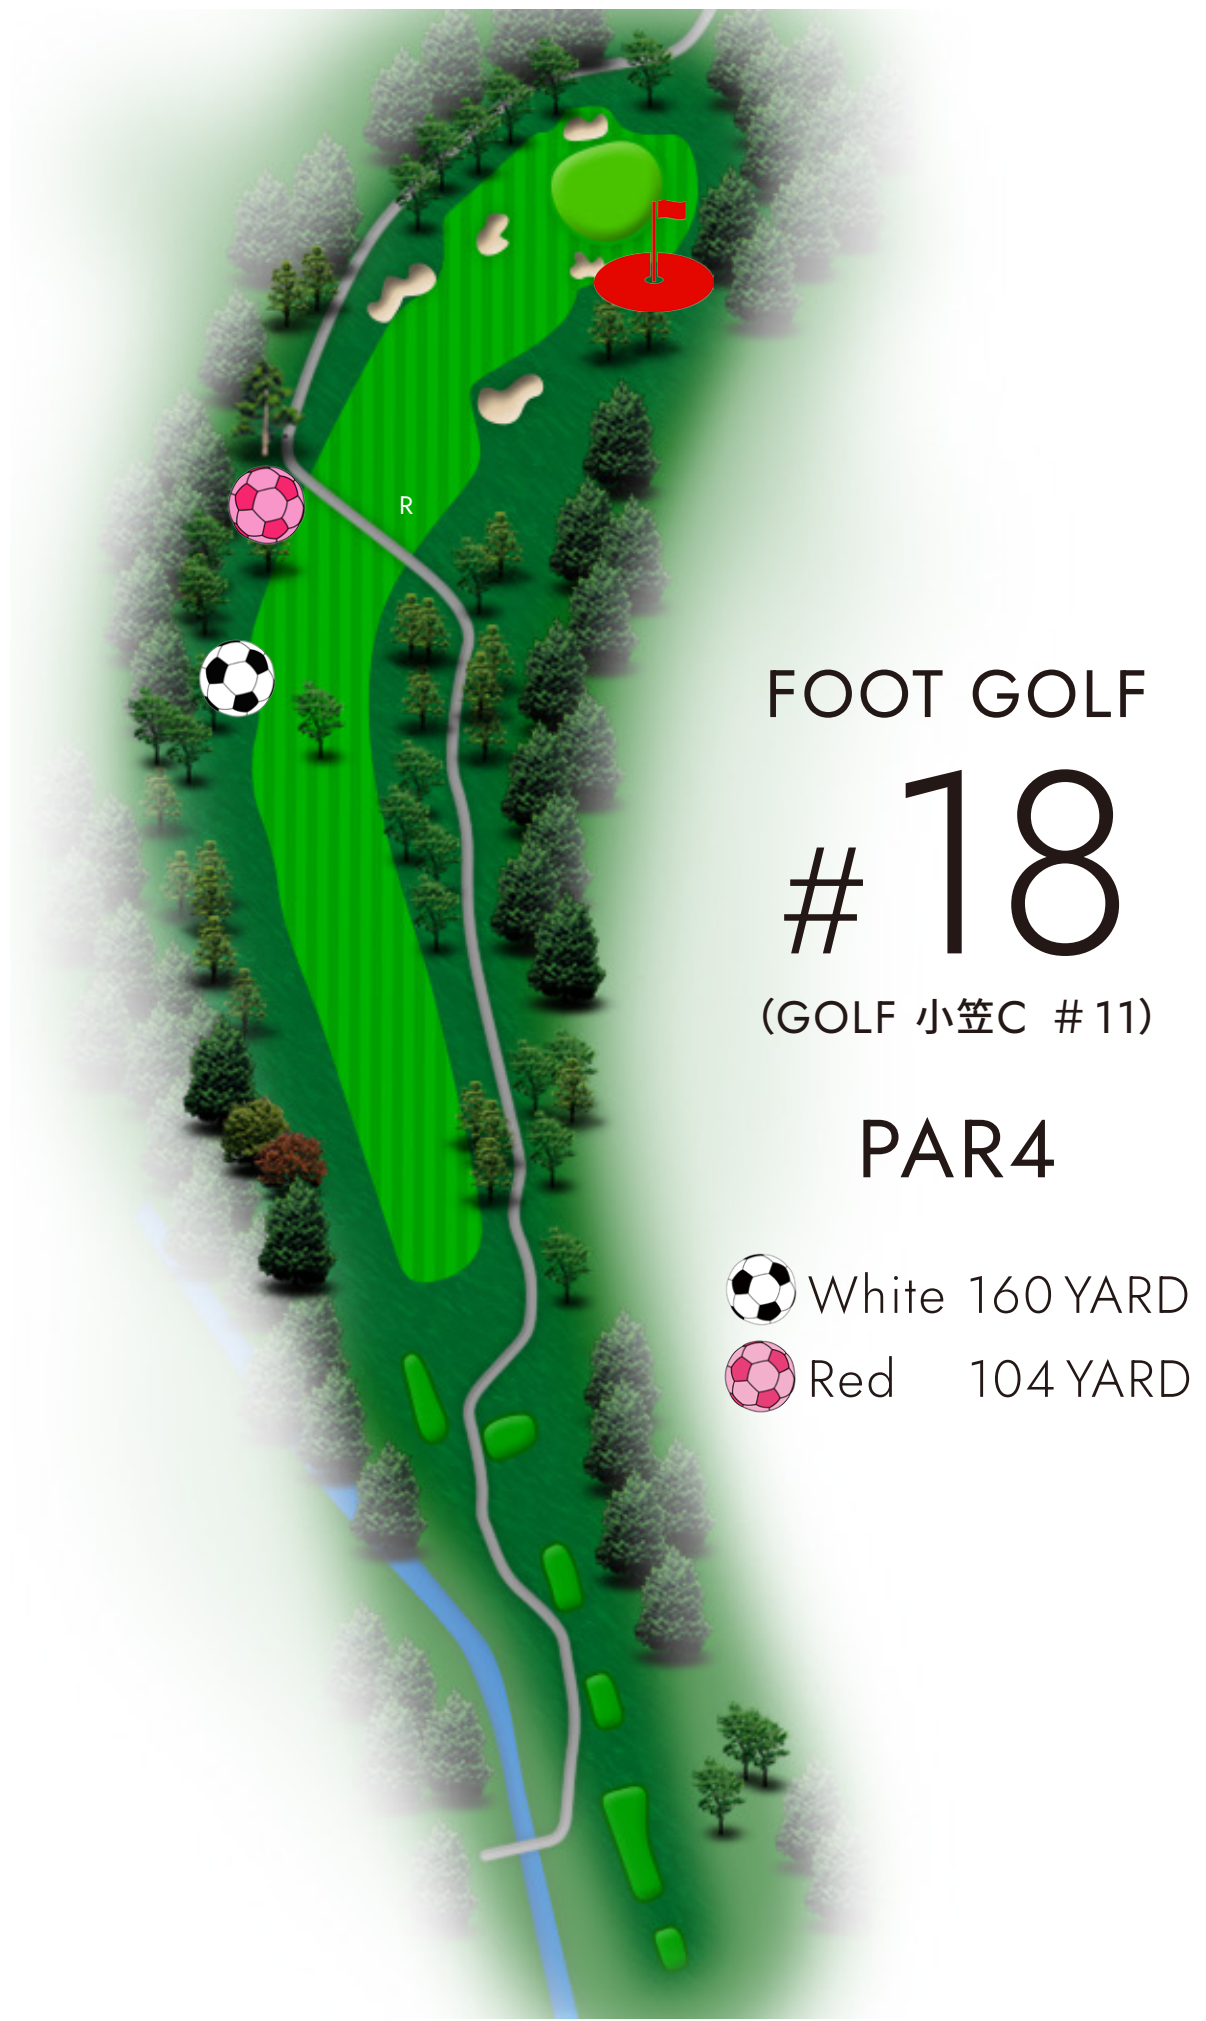 R
FOOT GOLF
#18
(GOLF 小笠C #11)
PAR4
White 160 YARD
Red 104 YARD